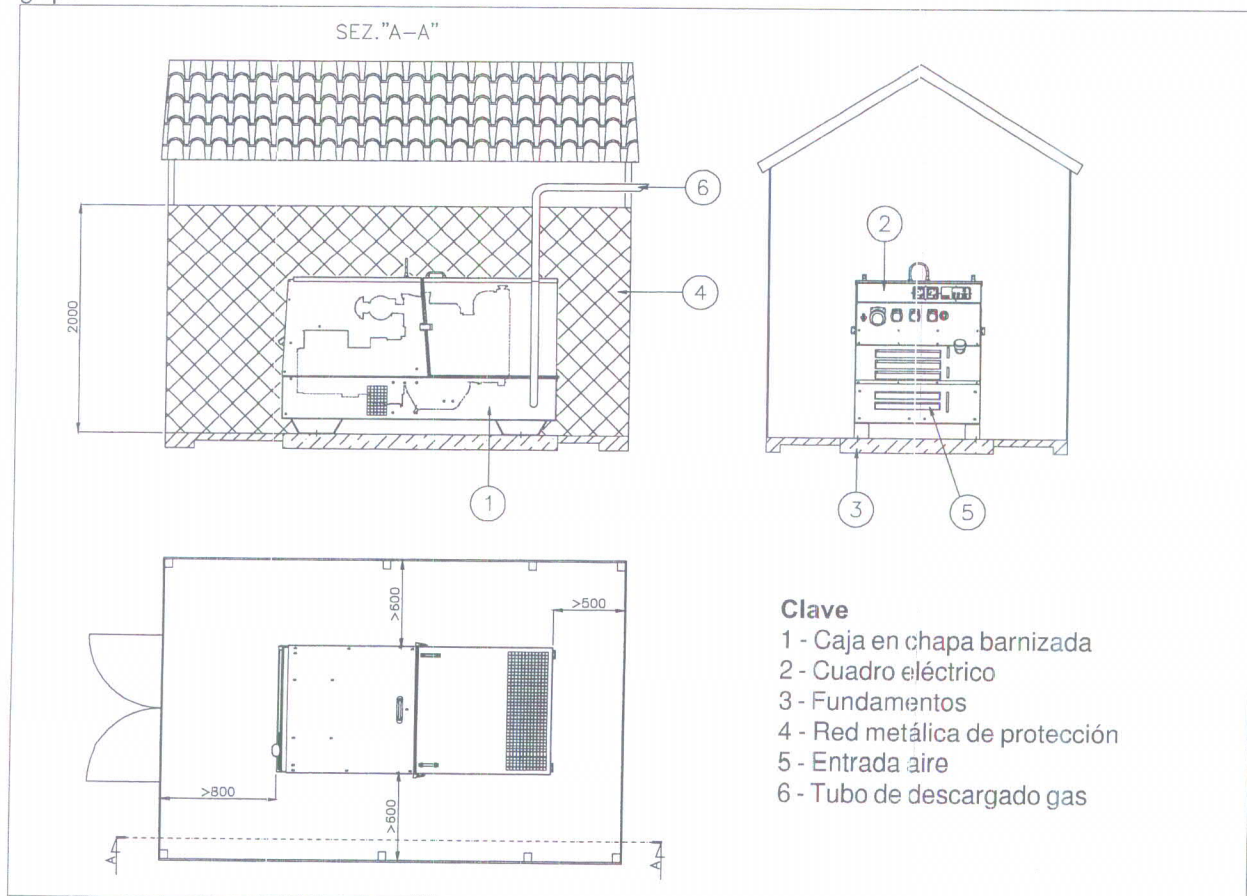 SEZ."A–A"
6
2
4
2000
1
3
5
>600
>500
>800
>600
A
A
Clave
1 - Caja en chapa barnizada
2 - Cuadro eléctrico
3 - Fundamentos
4 - Red metálica de protección
5 - Entrada aire
6 - Tubo de descargado gas